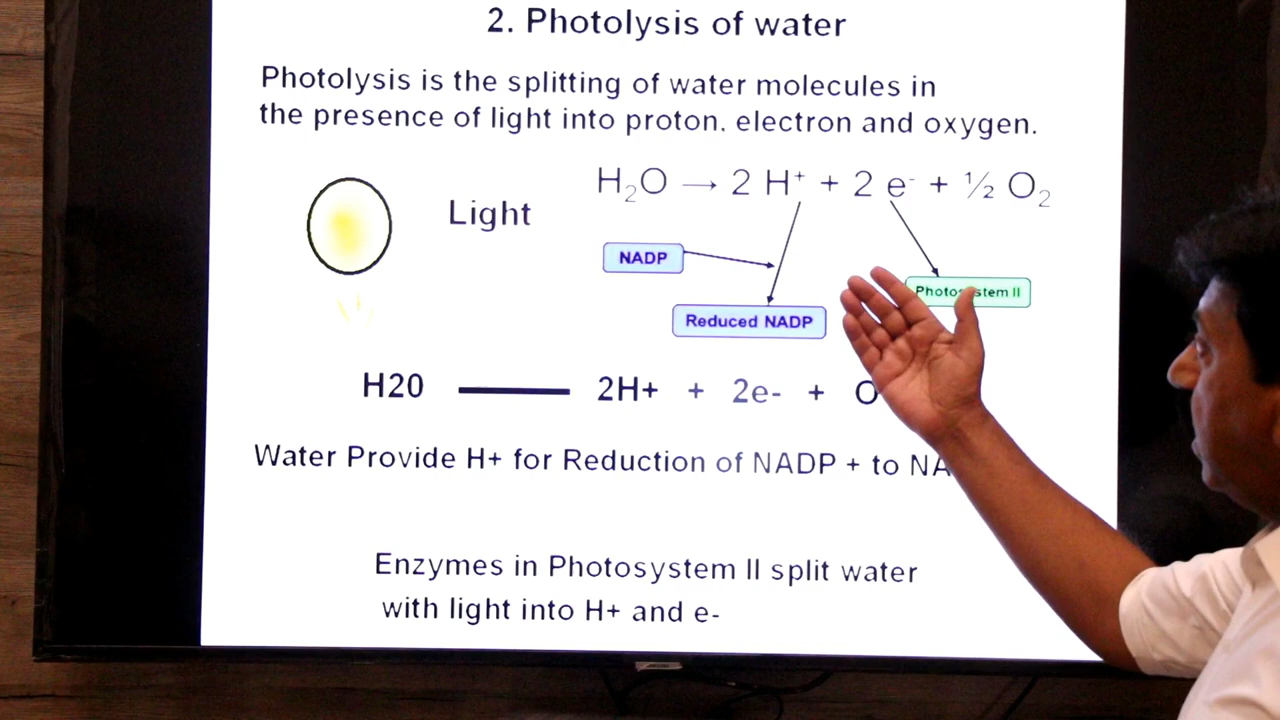 2. Photolysis of water
Photolysis is the splitting of water molecules in
the presence of light into proton. electron and oxygen.
H₂O → 2 H⁺ + 2 e⁻ + ½ O₂
Light
NADP
Photosystem II
Reduced NADP
H20 2H+ + 2e- + O
Water Provide H+ for Reduction of NADP + to
Enzymes in Photosystem II split water
with light into H+ and e-